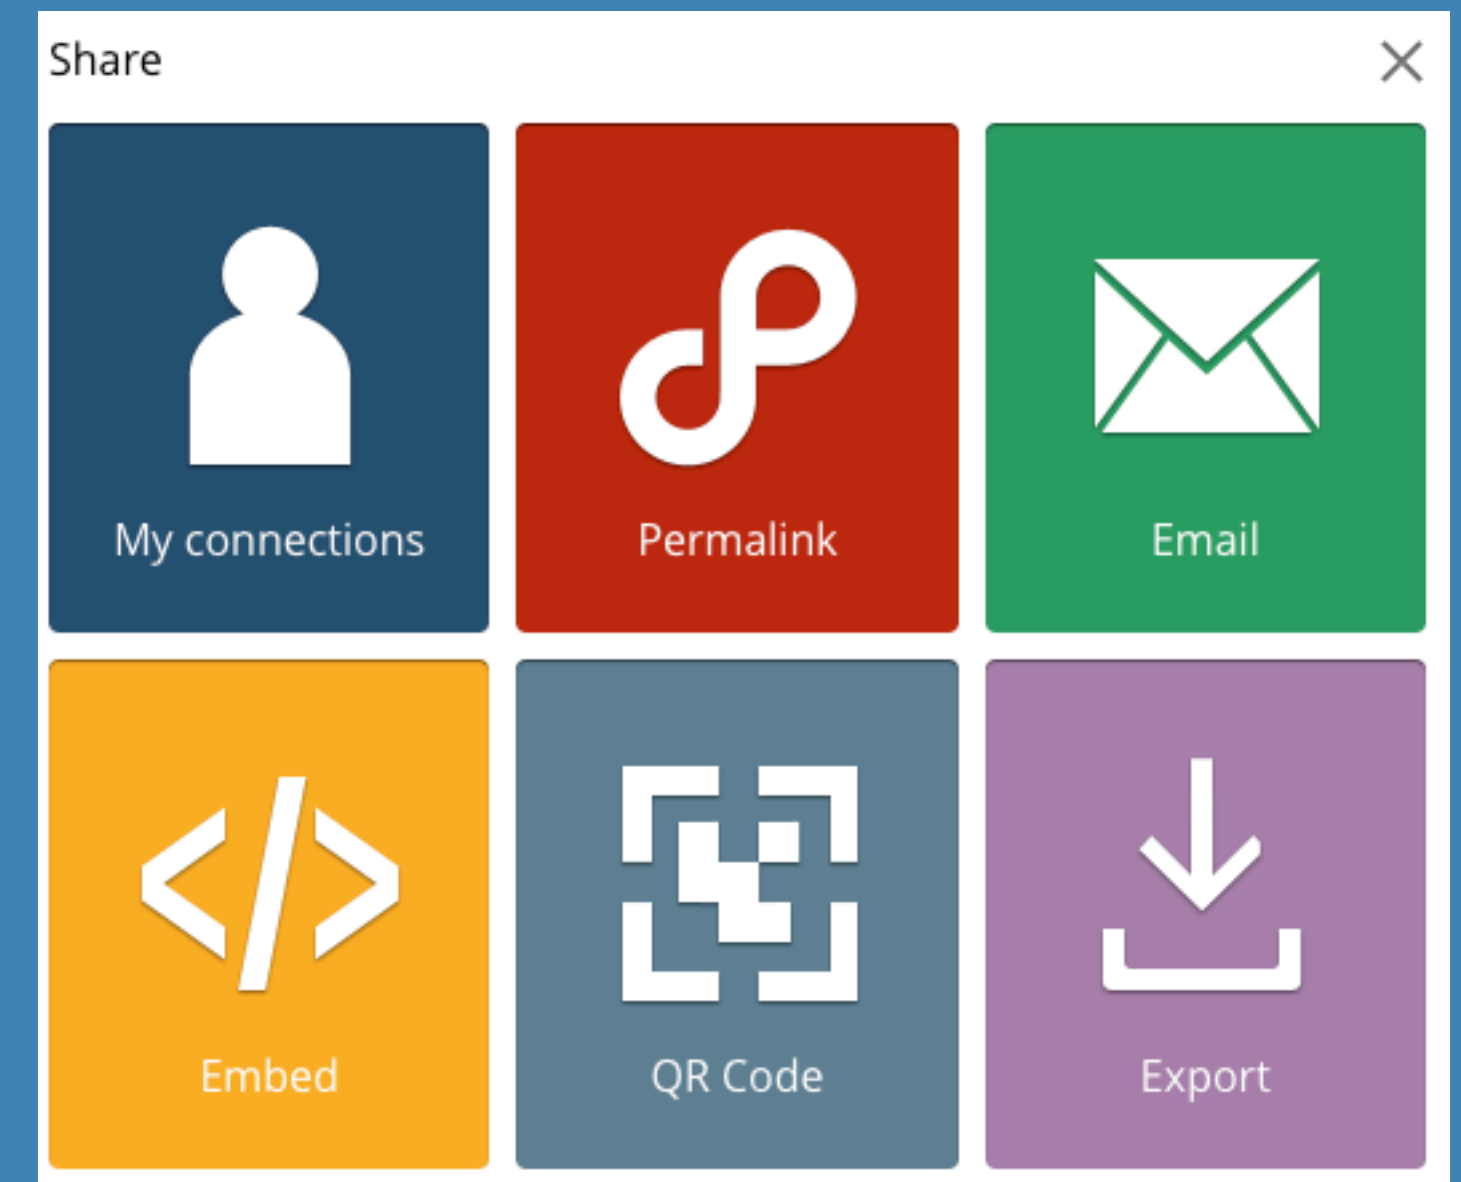 Share
My connections
Permalink
Email
Embed
QR Code
Export